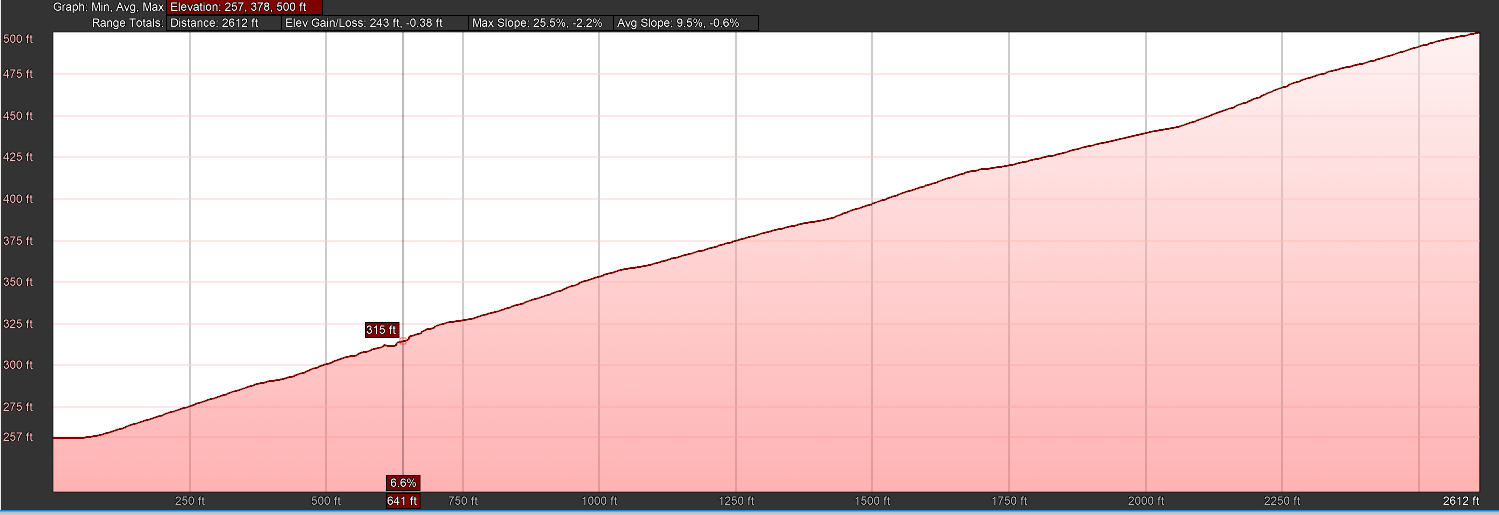 Graph: Min, Avg, Max Elevation: 257, 378, 500 ft
Range Totals: Distance: 2612 ft Elev Gain/Loss: 243 ft, -0.38 ft Max Slope: 25.5%, -2.2% Avg Slope: 9.5%, -0.6%
500 ft
475 ft
450 ft
425 ft
400 ft
375 ft
350 ft
325 ft
315 ft
300 ft
275 ft
257 ft
6.6%
250 ft 500 ft 641 ft 750 ft 1000 ft 1250 ft 1500 ft 1750 ft 2000 ft 2250 ft 2612 ft